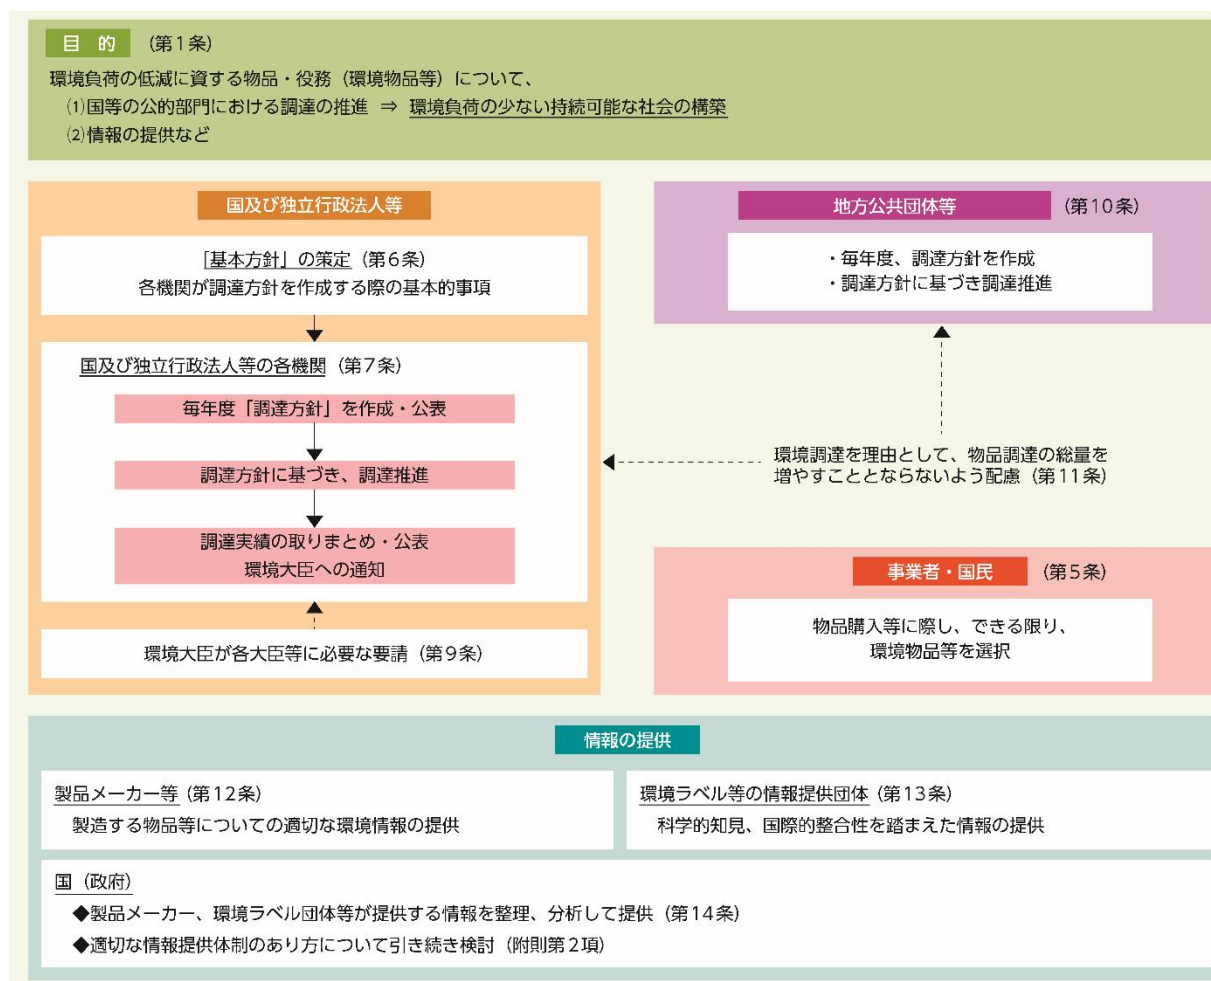 目 的 (第1条)
環境負荷の低減に資する物品・役務(環境物品等)について、
⑴国等の公的部門における調達の推進 ⇒ 環境負荷の少ない持続可能な社会の構築
⑵情報の提供など
国及び独立行政法人等
「基本方針」の策定(第6条)
各機関が調達方針を作成する際の基本的事項
国及び独立行政法人等の各機関(第7条)
毎年度「調達方針」を作成・公表
調達方針に基づき、調達推進
調達実績の取りまとめ・公表
環境大臣への通知
環境大臣が各大臣等に必要な要請(第9条)
地方公共団体等 (第10条)
・毎年度、調達方針を作成
・調達方針に基づき調達推進
環境調達を理由として、物品調達の総量を
増やすこととならないよう配慮(第11条)
事業者・国民 (第5条)
物品購入等に際し、できる限り、
環境物品等を選択
情報の提供
製品メーカー等(第12条)
製造する物品等についての適切な環境情報の提供
環境ラベル等の情報提供団体(第13条)
科学的知見、国際的整合性を踏まえた情報の提供
国(政府)
◆製品メーカー、環境ラベル団体等が提供する情報を整理、分析して提供(第14条)
◆適切な情報提供体制のあり方について引き続き検討(附則第2項)